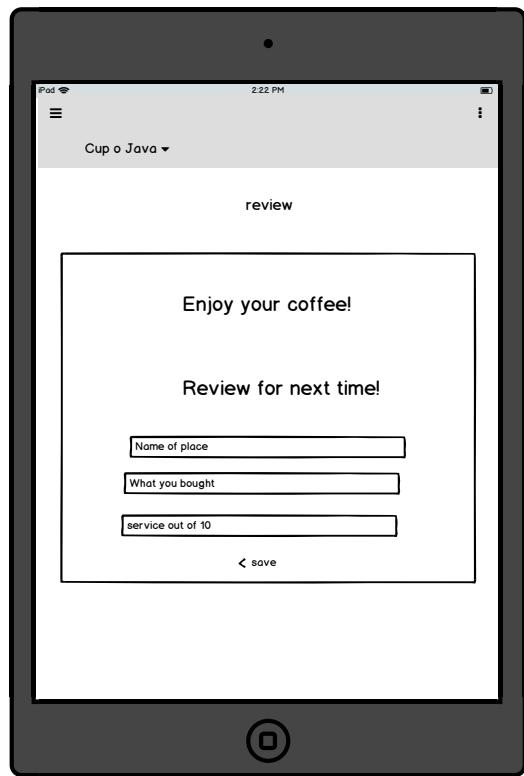 iPad 2:22 PM
Cup o Java
review
Enjoy your coffee!
Review for next time!
Name of place
What you bought
service out of 10
save